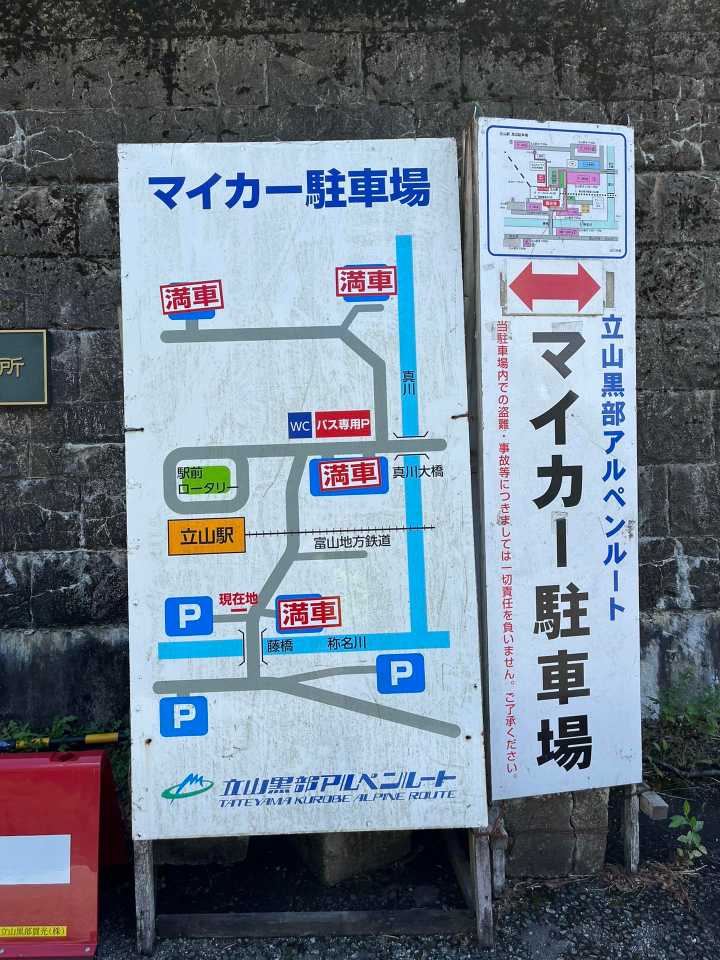 マイカー駐車場
満車
満車
真川
WC
バス専用P
駅前
ロータリー
満車
真川大橋
立山駅
富山地方鉄道
現在地
P
満車
藤橋
称名川
P
P
立山黒部アルペンルート
TATEYAMA KUROBE ALPINE ROUTE
立山黒部アルペンルート
マイカー駐車場
当駐車場内での盗難・事故等につきましては一切責任を負いません。ご了承ください。
所
立山黒部貫光(株)